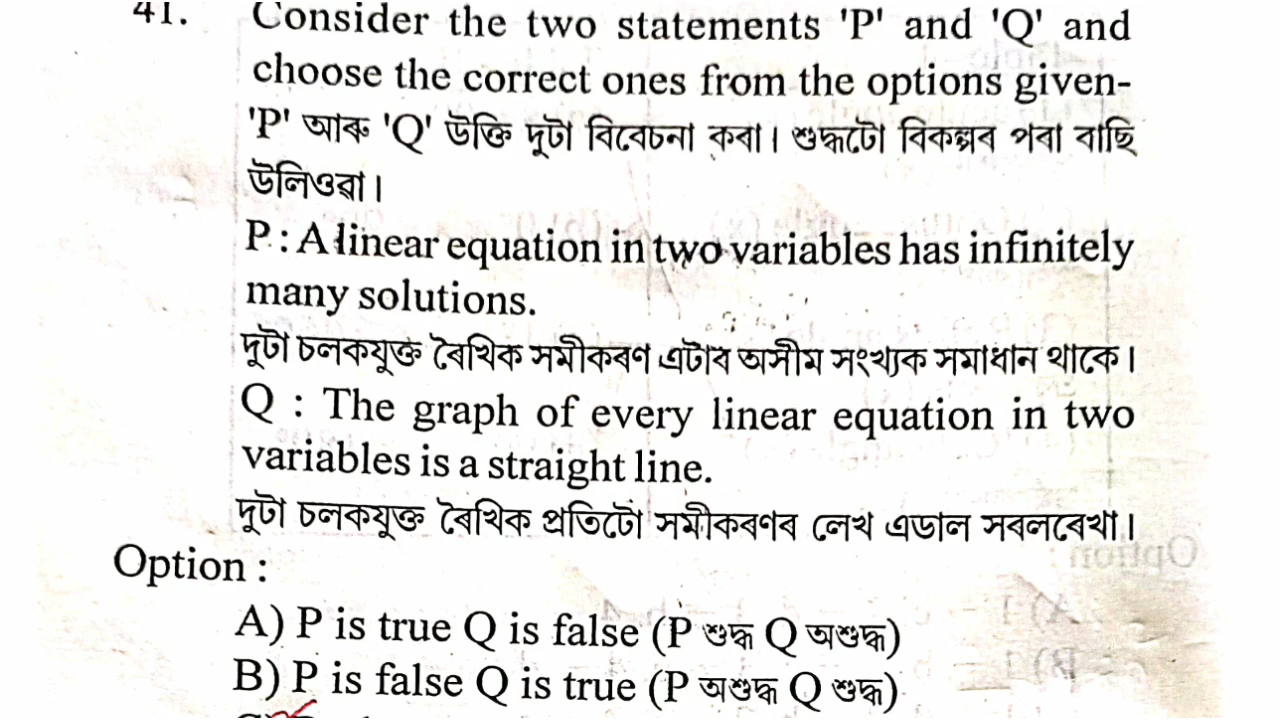 41. Consider the two statements 'P' and 'Q' and
choose the correct ones from the options given-
'P' আৰু 'Q' উক্তি দুটা বিবেচনা কৰা। শুদ্ধটো বিকল্পৰ পৰা বাছি
উলিওৱা।
P : A linear equation in two variables has infinitely
many solutions.
দুটা চলকযুক্ত ৰৈখিক সমীকৰণ এটাৰ অসীম সংখ্যক সমাধান থাকে।
Q : The graph of every linear equation in two
variables is a straight line.
দুটা চলকযুক্ত ৰৈখিক প্ৰতিটো সমীকৰণৰ লেখ এডাল সৰলৰেখা।
Option :
A) P is true Q is false (P শুদ্ধ Q অশুদ্ধ)
B) P is false Q is true (P অশুদ্ধ Q শুদ্ধ)